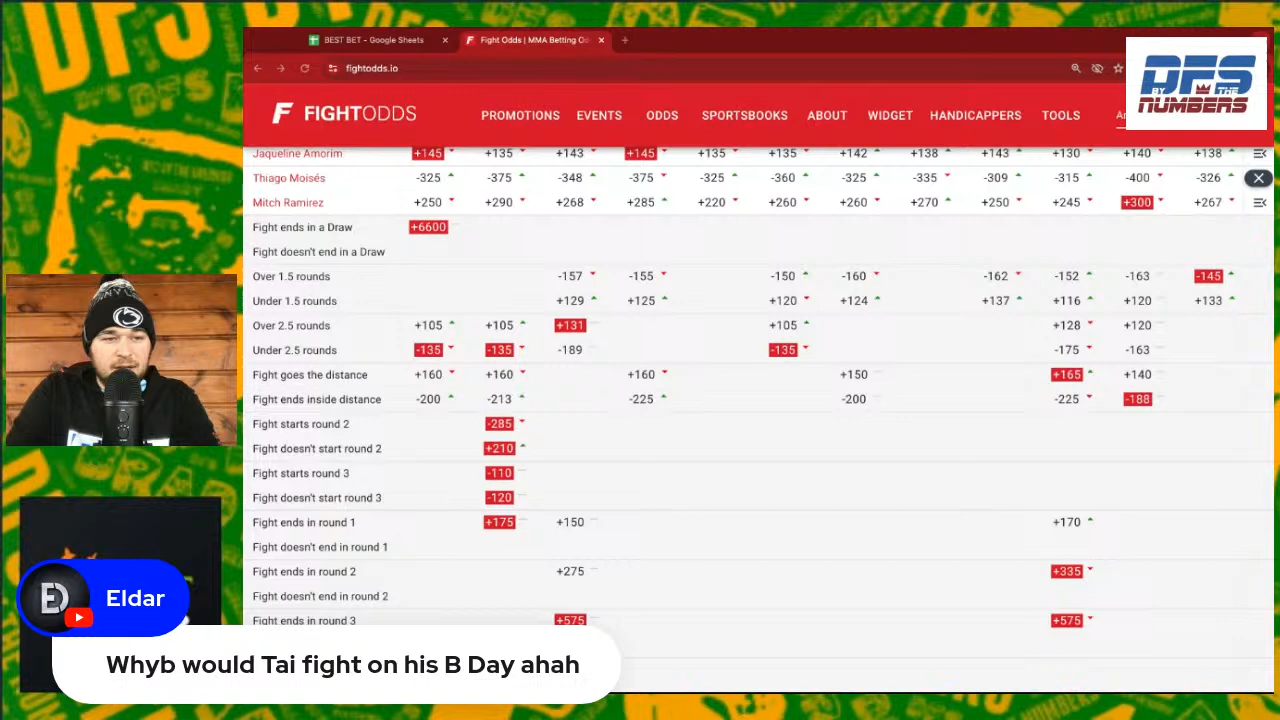 BEST BET - Google Sheets
Fight Odds | MMA Betting Od
fightodds.io
DFS
BY THE
NUMBERS
FIGHTODDS PROMOTIONS EVENTS ODDS SPORTSBOOKS ABOUT WIDGET HANDICAPPERS TOOLS
Jaqueline Amorim +145 +135 +143 +145 +135 +135 +142 +138 +143 +130 +140 +138
Thiago Moisés -325 -375 -348 -375 -325 -360 -325 -335 -309 -315 -400 -326
Mitch Ramirez +250 +290 +268 +285 +220 +260 +260 +270 +250 +245 +300 +267
Fight ends in a Draw +6600
Fight doesn't end in a Draw
Over 1.5 rounds -157 -155 -150 -160 -162 -152 -163 -145
Under 1.5 rounds +129 +125 +120 +124 +137 +116 +120 +133
Over 2.5 rounds +105 +105 +131 +105 +128 +120
Under 2.5 rounds -135 -135 -189 -135 -175 -163
Fight goes the distance +160 +160 +160 +150 +165 +140
Fight ends inside distance -200 -213 -225 -200 -225 -188
Fight starts round 2 -285
Fight doesn't start round 2 +210
Fight starts round 3 -110
Fight doesn't start round 3 -120
Fight ends in round 1 +175 +150 +170
Fight doesn't end in round 1
Fight ends in round 2 +275 +335
Fight doesn't end in round 2
Fight ends in round 3 +575 +575
ED
Eldar
Whyb would Tai fight on his B Day ahah